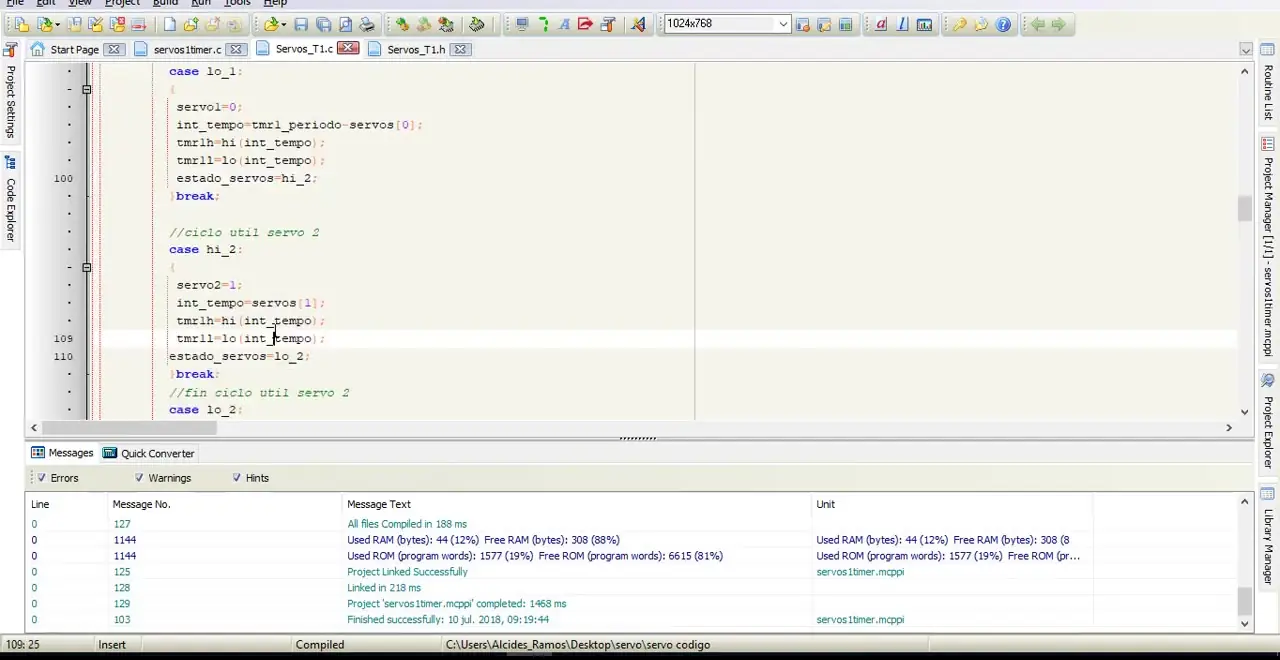 File Edit View Project Build Run Tools Help
1024x768
Start Page servos1timer.c Servos_T1.c Servos_T1.h
Project Settings
Code Explorer
case lo_1:
{
servo1=0;
int_tempo=tmr1_periodo-servos[0];
tmr1h=hi(int_tempo);
tmr1l=lo(int_tempo);
100 estado_servos=hi_2;
}break;
//ciclo util servo 2
case hi_2:
{
servo2=1;
int_tempo=servos[1];
tmr1h=hi(int_tempo);
109 tmr1l=lo(int_tempo);
110 estado_servos=lo_2;
}break;
//fin ciclo util servo 2
case lo_2:
Routine List
Project Manager [1/1] - servos1timer.mcppi
Project Explorer
Library Manager
Messages Quick Converter
Errors Warnings Hints
Line Message No. Message Text Unit
0 127 All files Compiled in 188 ms
0 1144 Used RAM (bytes): 44 (12%) Free RAM (bytes): 308 (88%) Used RAM (bytes): 44 (12%) Free RAM (bytes): 308 (8
0 1144 Used ROM (program words): 1577 (19%) Free ROM (program words): 6615 (81%) Used ROM (program words): 1577 (19%) Free ROM (pr...
0 125 Project Linked Successfully servos1timer.mcppi
0 128 Linked in 218 ms
0 129 Project 'servos1timer.mcppi' completed: 1468 ms
0 103 Finished successfully: 10 jul. 2018, 09:19:44 servos1timer.mcppi
109: 25 Insert Compiled C:\Users\Alcides_Ramos\Desktop\servo\servo codigo